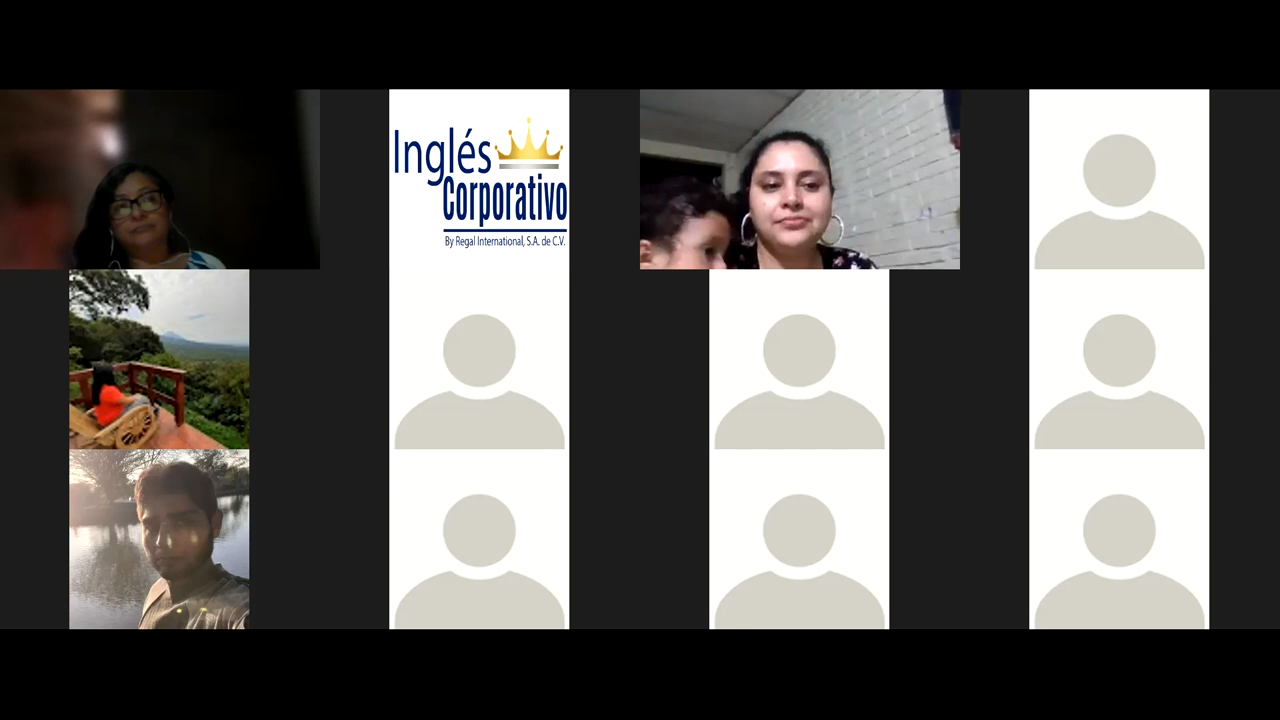 Inglés
Corporativo
By Regal International, S.A. de C.V.